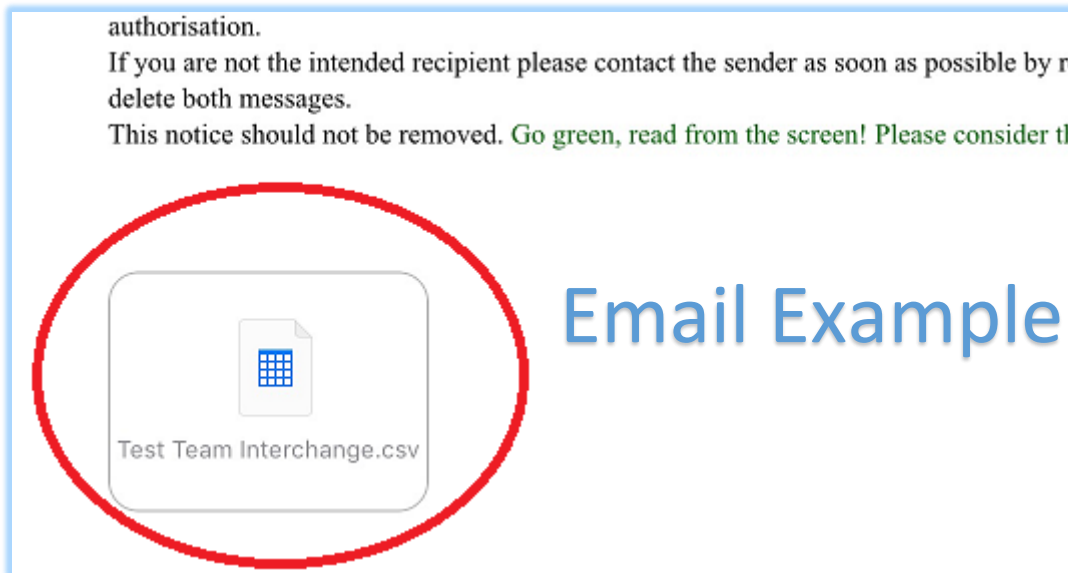 authorisation.
If you are not the intended recipient please contact the sender as soon as possible by
delete both messages.
This notice should not be removed. Go green, read from the screen! Please consider
Email Example
Test Team Interchange.csv